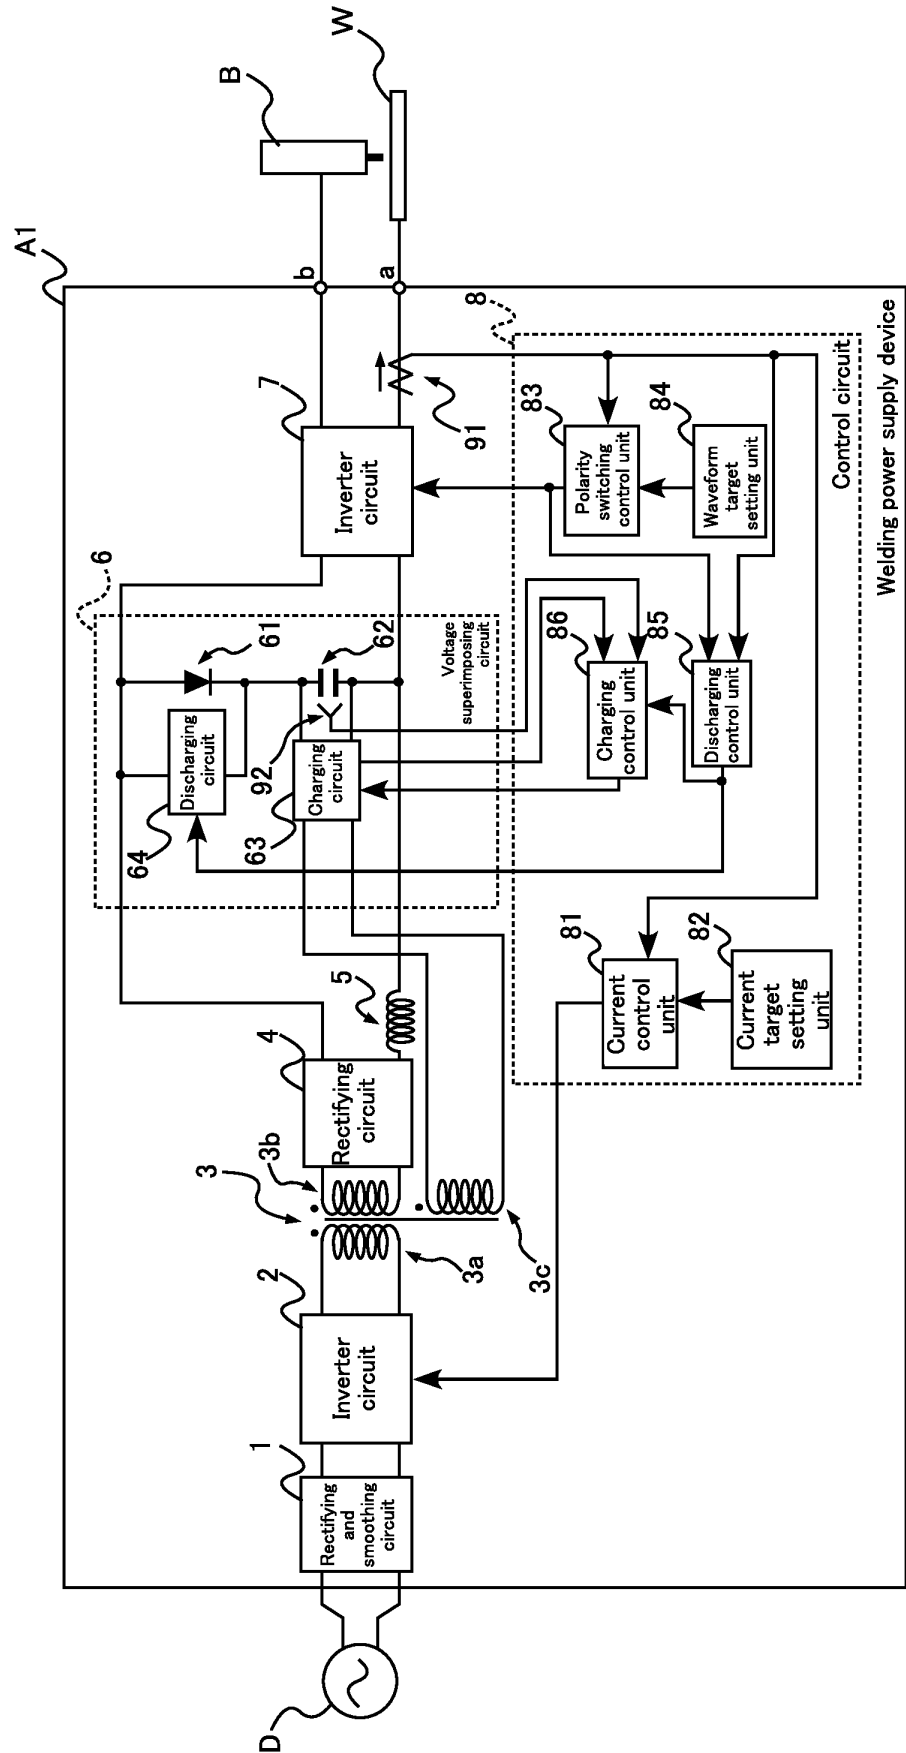 A1
B
W
b
a
D
1
Rectifying
and
smoothing
circuit
2
Inverter
circuit
3
3a
3b
3c
4
Rectifying
circuit
5
6
64
Discharging
circuit
61
62
92
63
Charging
circuit
Voltage
superimposing
circuit
7
Inverter
circuit
91
8
81
Current
control
unit
82
Current
target
setting
unit
86
Charging
control unit
85
Discharging
control unit
83
Polarity
switching
control unit
84
Waveform
target
setting unit
Control circuit
Welding power supply device